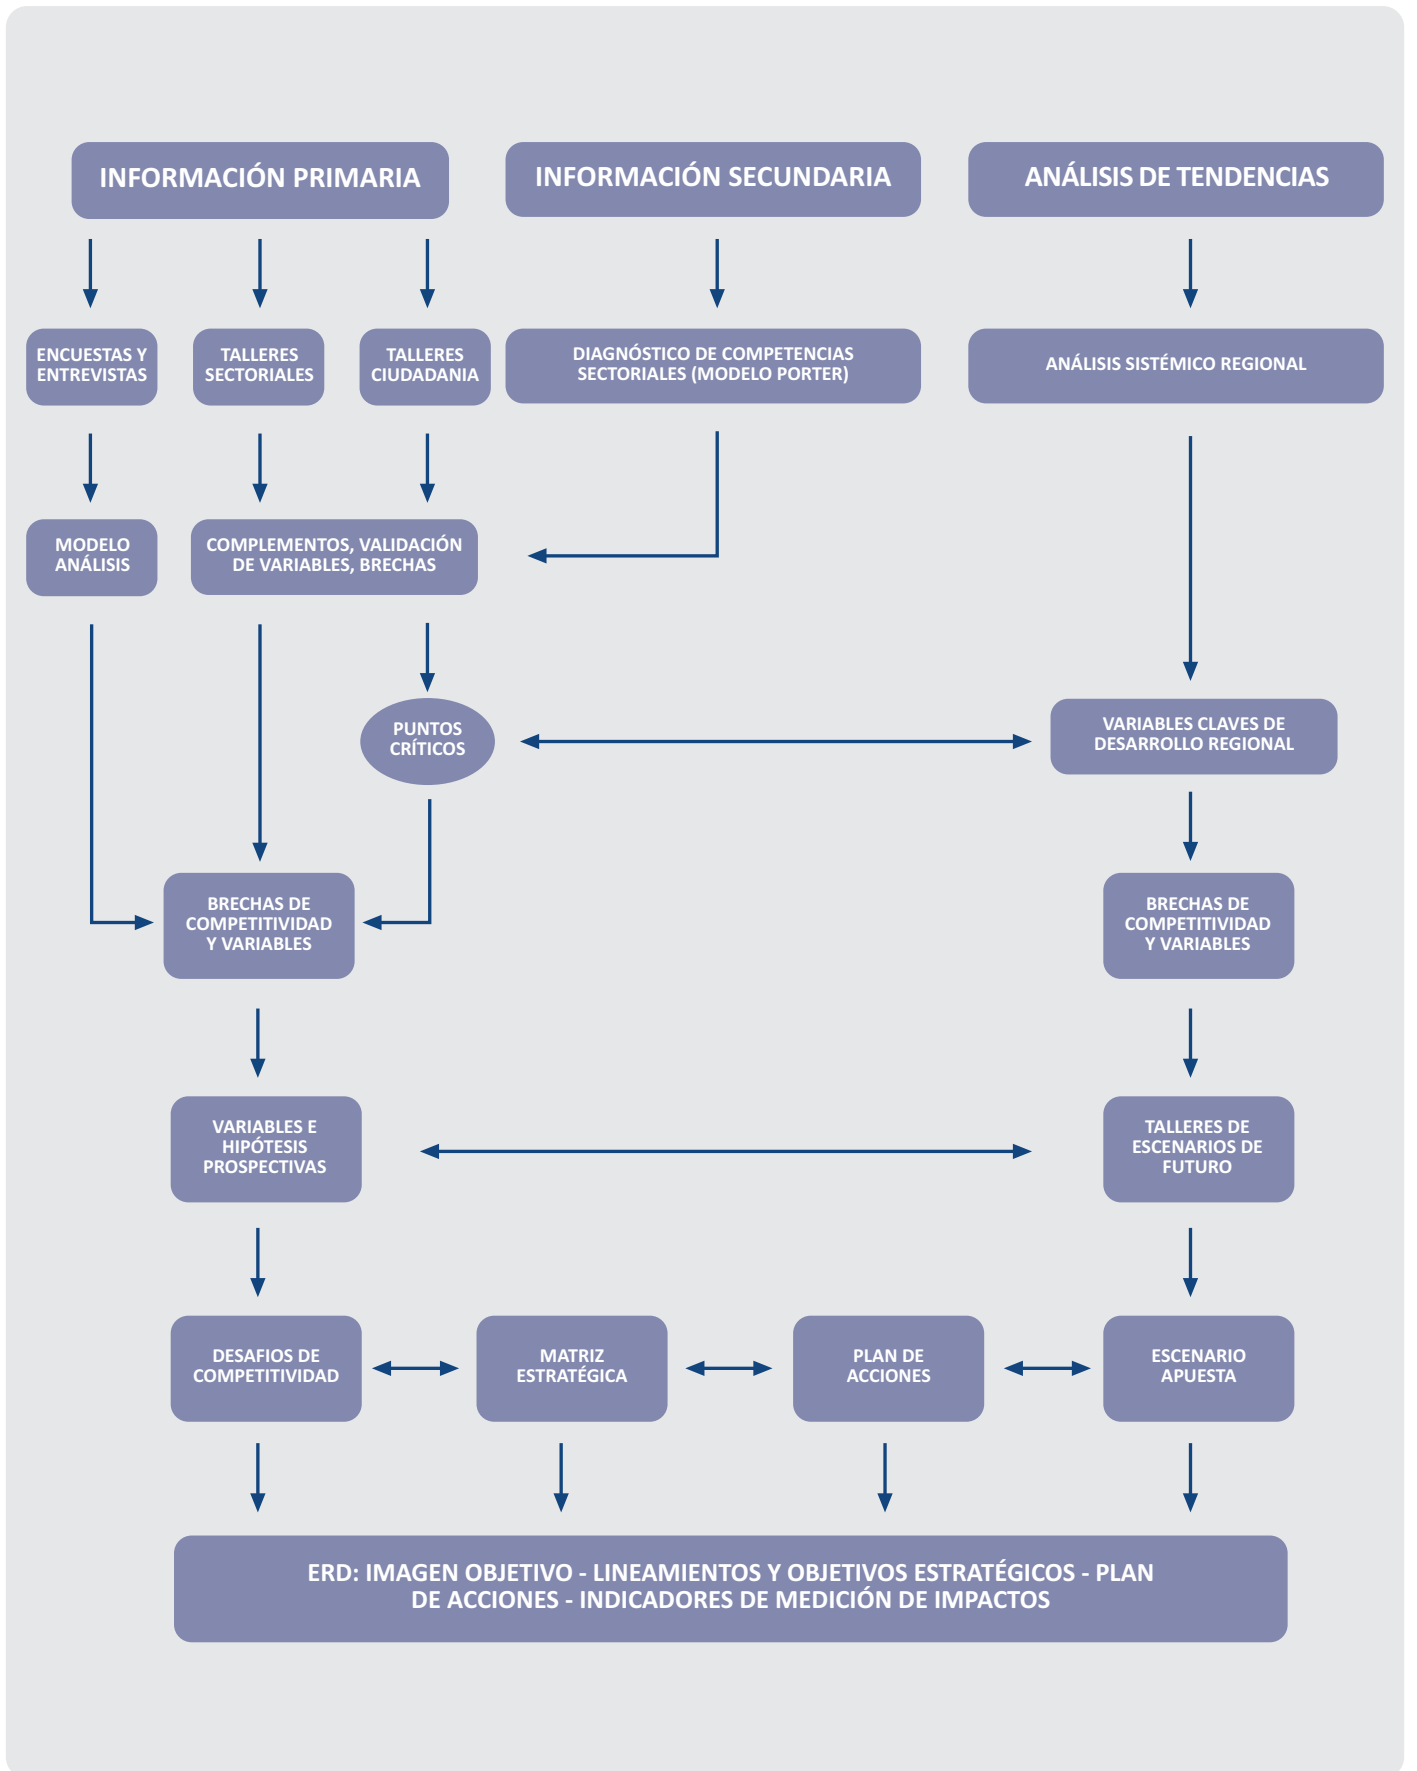 INFORMACIÓN PRIMARIA
INFORMACIÓN SECUNDARIA
ANÁLISIS DE TENDENCIAS
ENCUESTAS Y
ENTREVISTAS
TALLERES
SECTORIALES
TALLERES
CIUDADANIA
DIAGNÓSTICO DE COMPETENCIAS
SECTORIALES (MODELO PORTER)
ANÁLISIS SISTÉMICO REGIONAL
MODELO
ANÁLISIS
COMPLEMENTOS, VALIDACIÓN
DE VARIABLES, BRECHAS
PUNTOS
CRÍTICOS
VARIABLES CLAVES DE
DESARROLLO REGIONAL
BRECHAS DE
COMPETITIVIDAD
Y VARIABLES
BRECHAS DE
COMPETITIVIDAD
Y VARIABLES
VARIABLES E
HIPÓTESIS
PROSPECTIVAS
TALLERES DE
ESCENARIOS DE
FUTURO
DESAFIOS DE
COMPETITIVIDAD
MATRIZ
ESTRATÉGICA
PLAN DE
ACCIONES
ESCENARIO
APUESTA
ERD: IMAGEN OBJETIVO - LINEAMIENTOS Y OBJETIVOS ESTRATÉGICOS - PLAN
DE ACCIONES - INDICADORES DE MEDICIÓN DE IMPACTOS